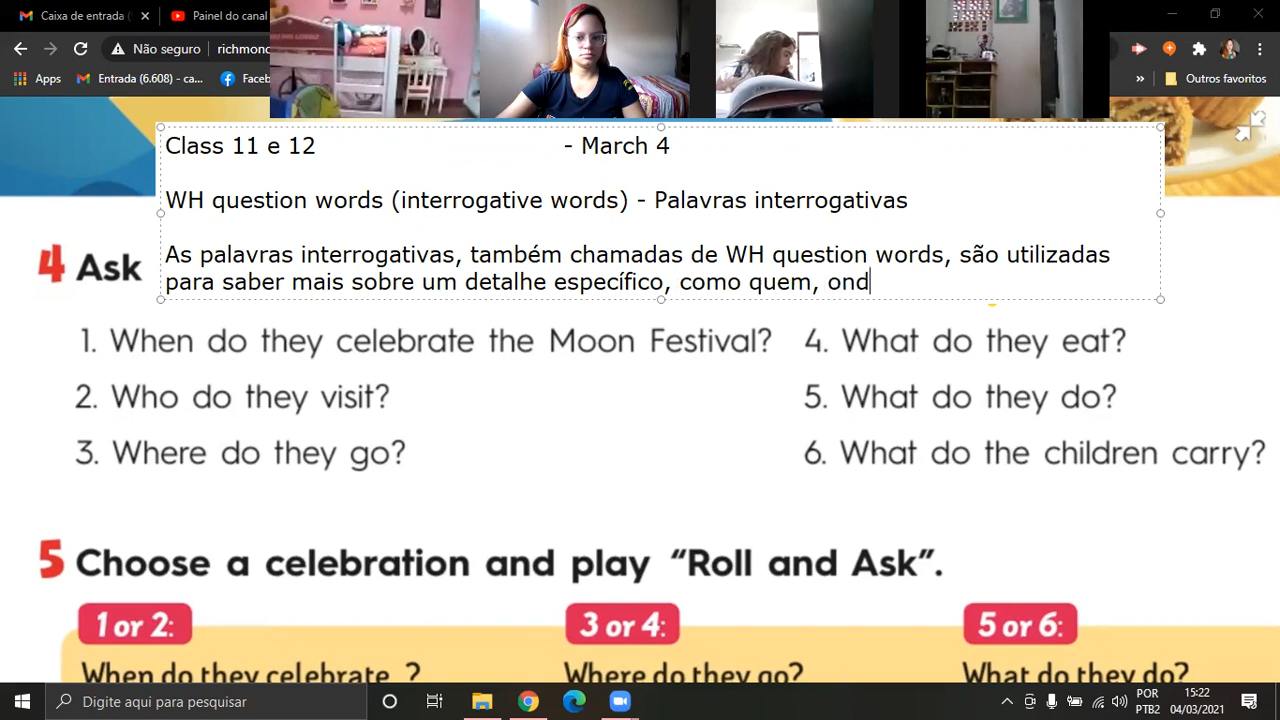 Caixa de entrada (
Painel do canal
Não seguro
richmond
Apps
Entrada (6.608) - ca...
Faceb
»
Outros favoritos
Class 11 e 12 - March 4
WH question words (interrogative words) - Palavras interrogativas
As palavras interrogativas, também chamadas de WH question words, são utilizadas
para saber mais sobre um detalhe específico, como quem, ond
4 Ask
1. When do they celebrate the Moon Festival?
2. Who do they visit?
3. Where do they go?
4. What do they eat?
5. What do they do?
6. What do the children carry?
5 Choose a celebration and play “Roll and Ask”.
1 or 2:
When do they celebrate ?
3 or 4:
Where do they go?
5 or 6:
What do they do?
Digite aqui para pesquisar
POR
PTB2
15:22
04/03/2021